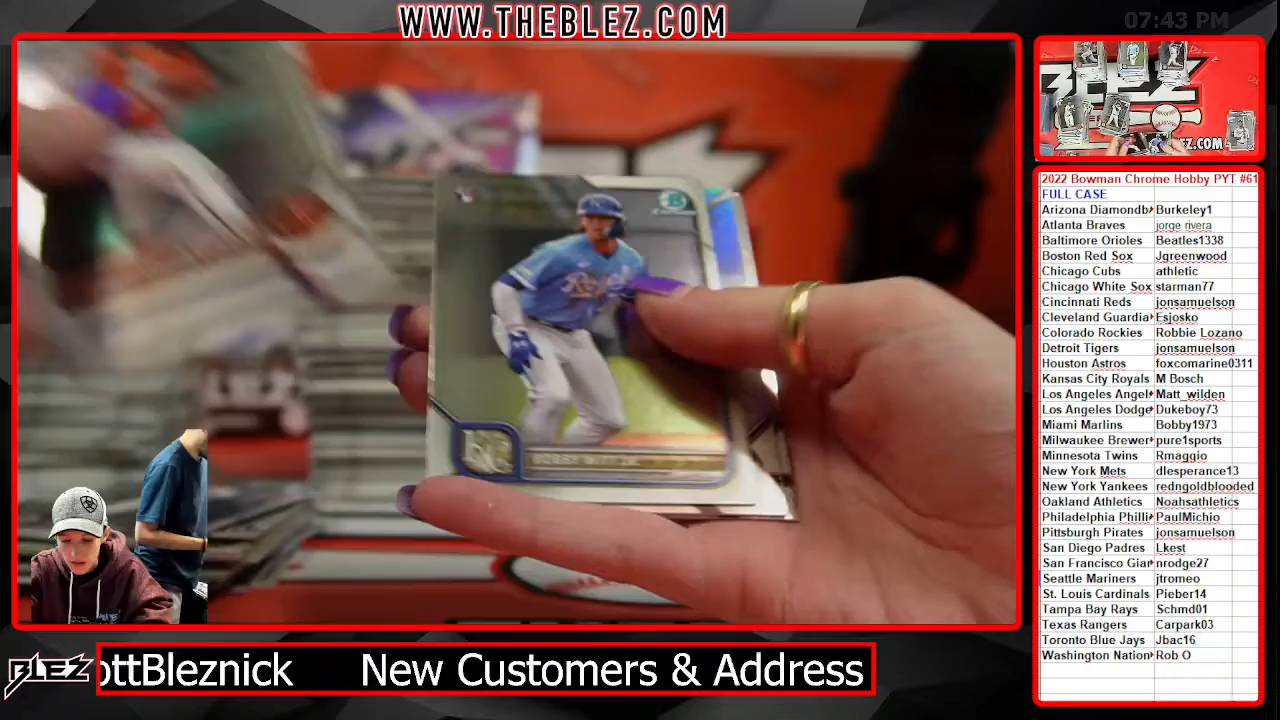 WWW.THEBLEZ.COM
07:43 PM
Royals
BLEZ
EZ.COM
2022 Bowman Chrome Hobby PYT #61
FULL CASE
Arizona Diamondb Burkeley1
Atlanta Braves jorge rivera
Baltimore Orioles Beatles1338
Boston Red Sox Jgreenwood
Chicago Cubs athletic
Chicago White Sox starman77
Cincinnati Reds jonsamuelson
Cleveland Guardia Esjosko
Colorado Rockies Robbie Lozano
Detroit Tigers jonsamuelson
Houston Astros foxcomarine0311
Kansas City Royals M Bosch
Los Angeles Angel Matt_wilden
Los Angeles Dodge Dukeboy73
Miami Marlins Bobby1973
Milwaukee Brewer pure1sports
Minnesota Twins Rmaggio
New York Mets dlesperance13
New York Yankees redngoldblooded
Oakland Athletics Noahsathletics
Philadelphia Philli PaulMichio
Pittsburgh Pirates jonsamuelson
San Diego Padres Lkest
San Francisco Giar nrodge27
Seattle Mariners jtromeo
St. Louis Cardinals Pieber14
Tampa Bay Rays Schmd01
Texas Rangers Carpark03
Toronto Blue Jays Jbac16
Washington Nation Rob O
BLEZ
ottBleznick New Customers & Address